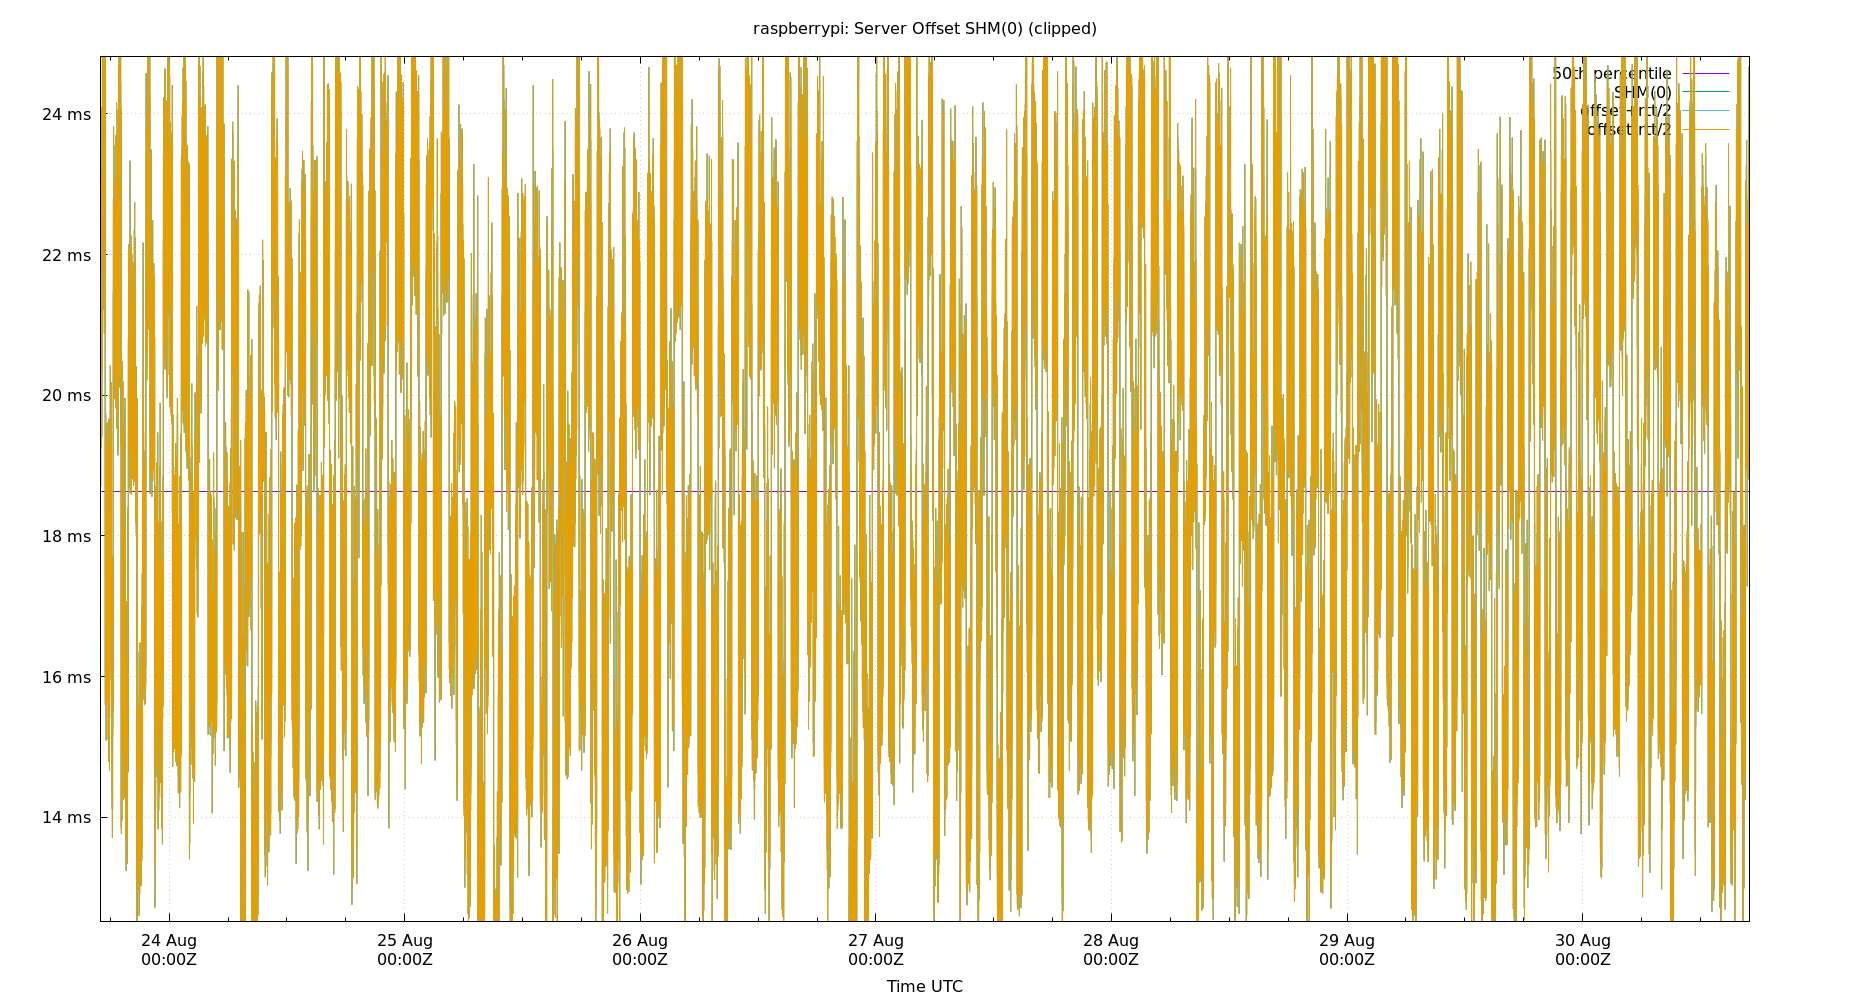 raspberrypi: Server Offset SHM(0) (clipped)
50th percentile
SHM(0)
offset+rtt/2
offset-rtt/2
24 ms
22 ms
20 ms
18 ms
16 ms
14 ms
24 Aug
00:00Z
25 Aug
00:00Z
26 Aug
00:00Z
27 Aug
00:00Z
28 Aug
00:00Z
29 Aug
00:00Z
30 Aug
00:00Z
Time UTC